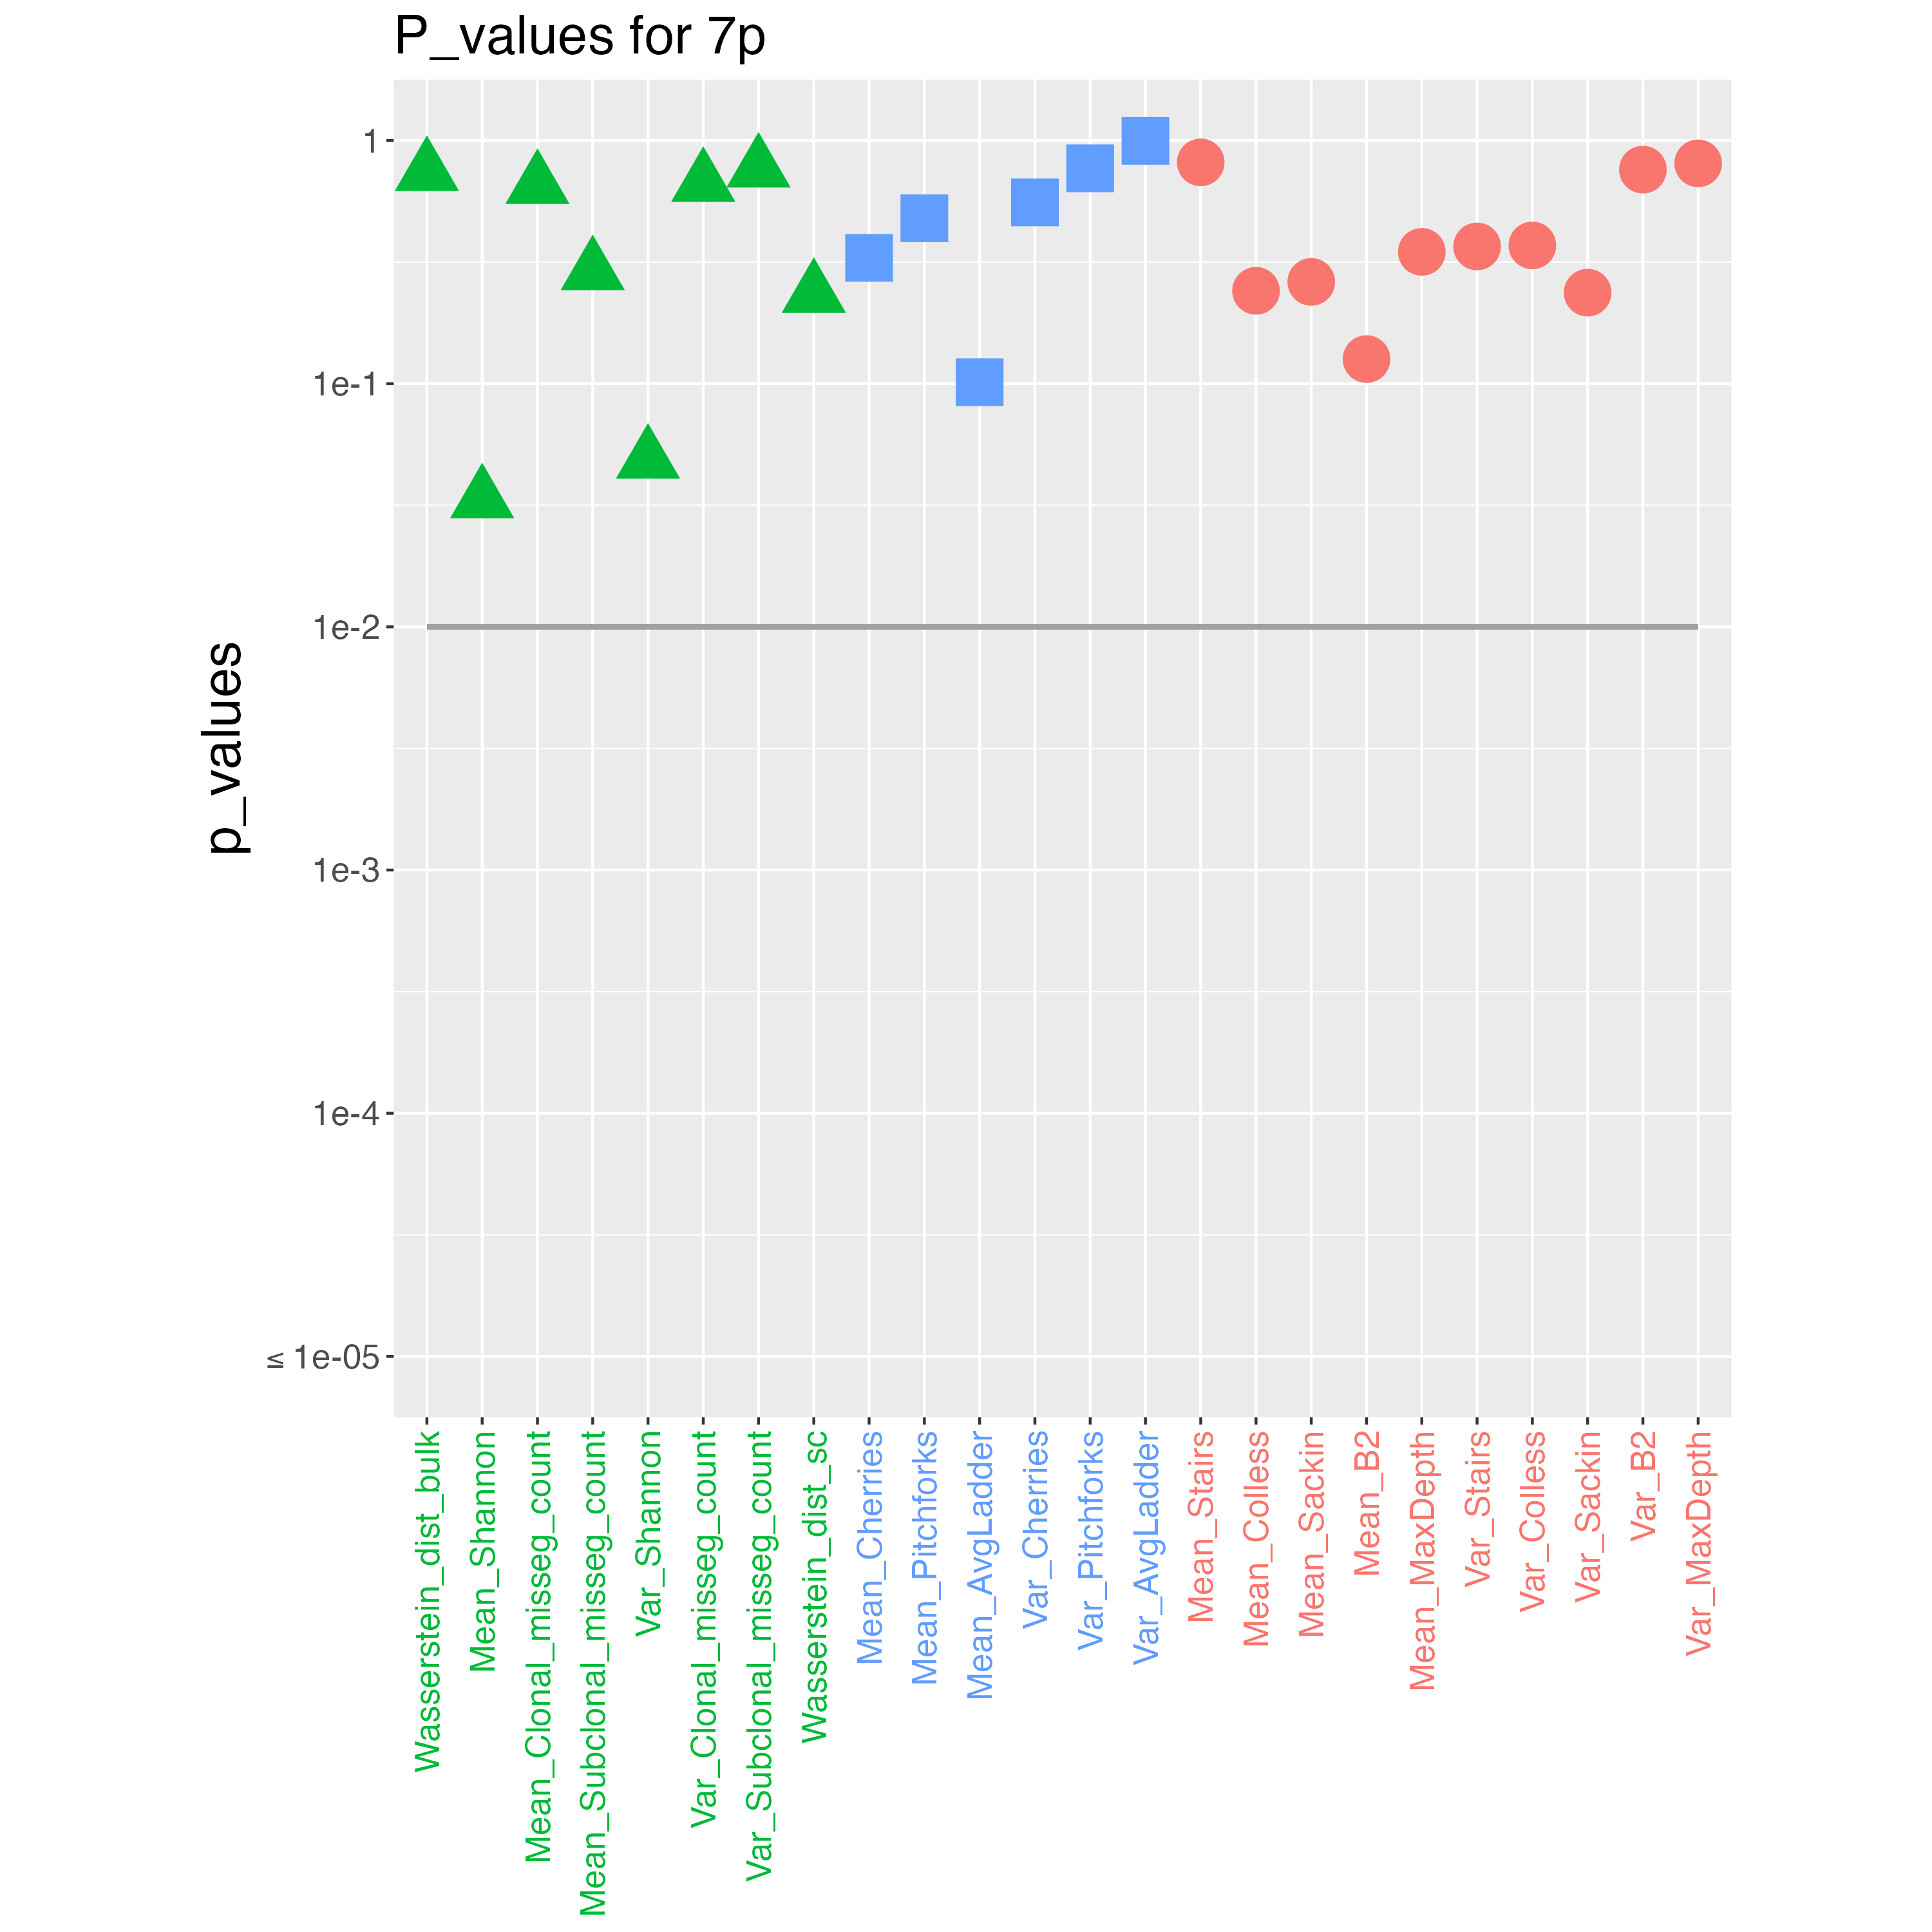 P_values for 7p
p_values
1
1e-1
1e-2
1e-3
1e-4
≤ 1e-05
Wasserstein_dist_bulk
Mean_Shannon
Mean_Clonal_misseg_count
Mean_Subclonal_misseg_count
Var_Shannon
Var_Clonal_misseg_count
Var_Subclonal_misseg_count
Wasserstein_dist_sc
Mean_Cherries
Mean_Pitchforks
Mean_AvgLadder
Var_Cherries
Var_Pitchforks
Var_AvgLadder
Mean_Stairs
Mean_Colless
Mean_Sackin
Mean_B2
Mean_MaxDepth
Var_Stairs
Var_Colless
Var_Sackin
Var_B2
Var_MaxDepth